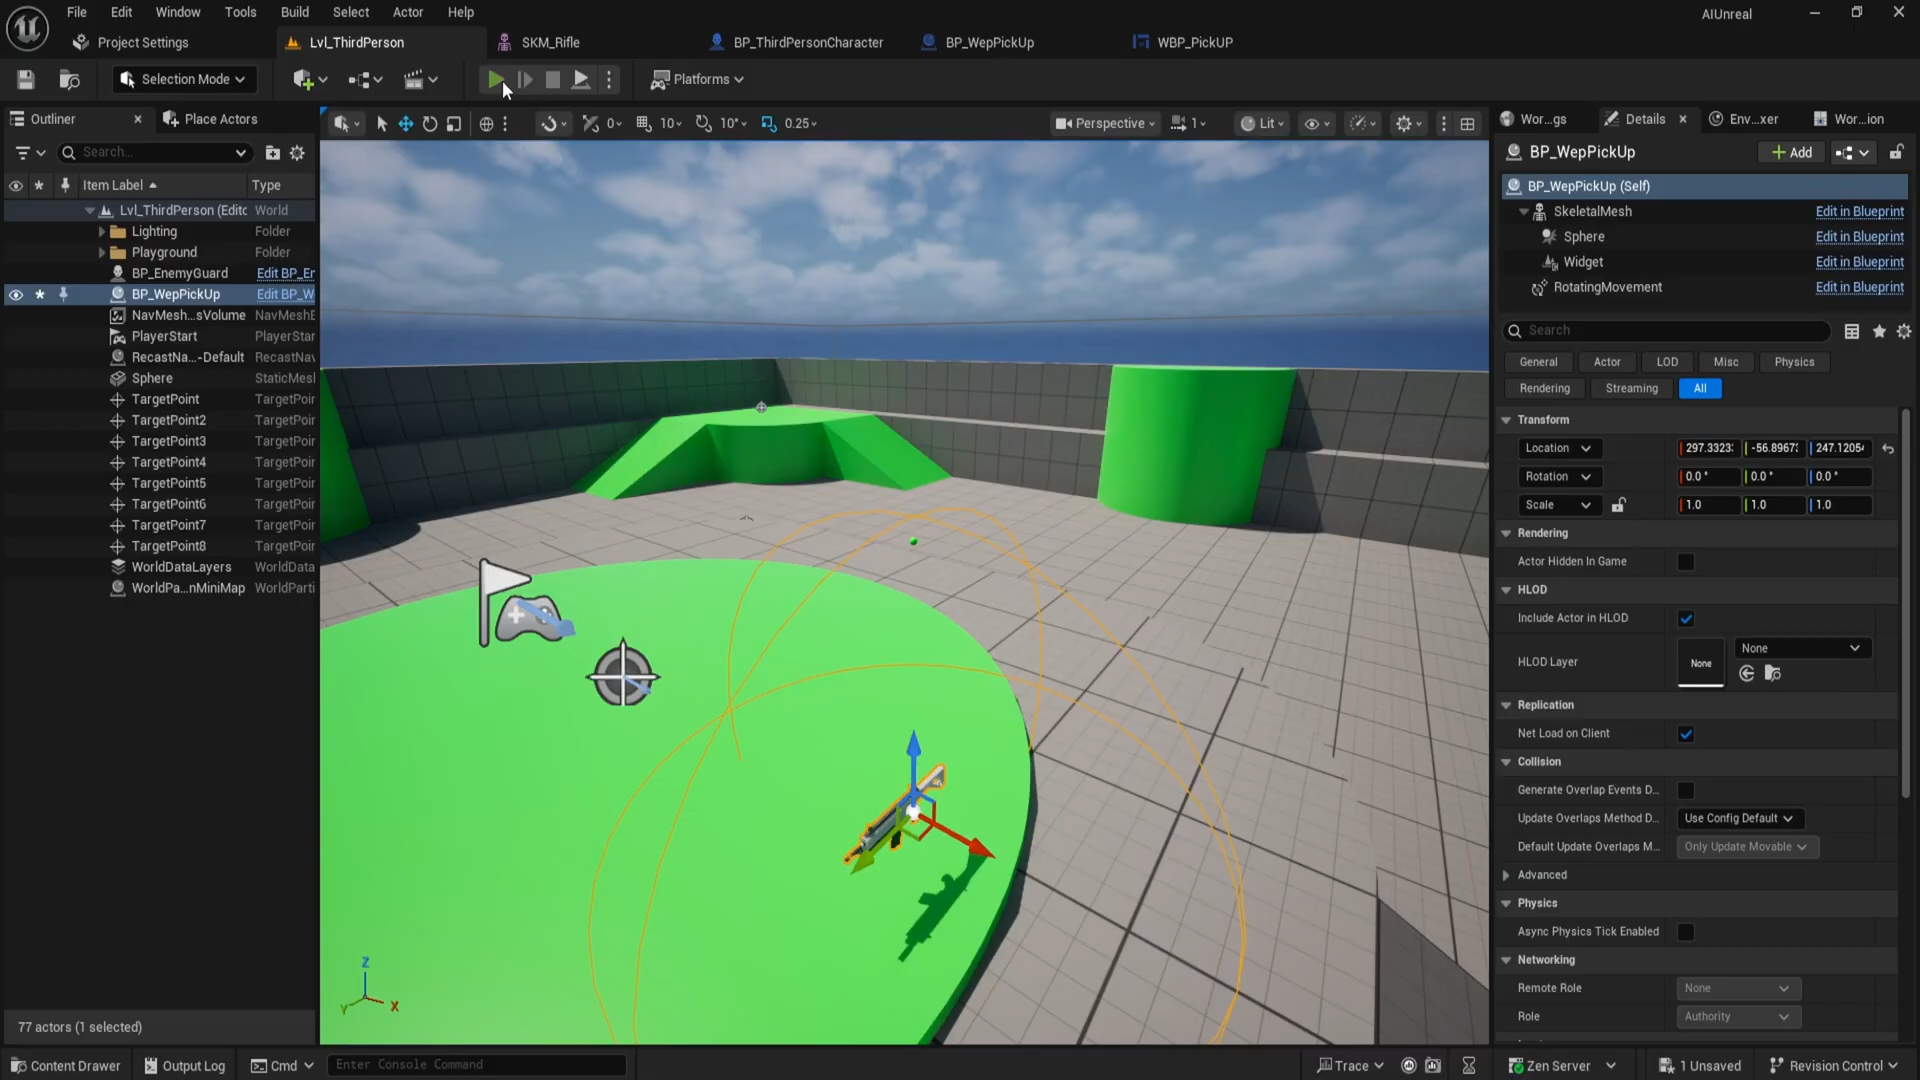 File Edit Window Tools Build Select Actor Help
AIUnreal
Project Settings
Lvl_ThirdPerson
SKM_Rifle
BP_ThirdPersonCharacter
BP_WepPickUp
WBP_PickUP
Selection Mode
Platforms
Outliner
Place Actors
Search...
Item Label
Type
Lvl_ThirdPerson (Editc World
Lighting Folder
Playground Folder
BP_EnemyGuard Edit BP_Er
BP_WepPickUp Edit BP_W
NavMesh...sVolume NavMeshE
PlayerStart PlayerStar
RecastNa...-Default RecastNav
Sphere StaticMesl
TargetPoint TargetPoir
TargetPoint2 TargetPoir
TargetPoint3 TargetPoir
TargetPoint4 TargetPoir
TargetPoint5 TargetPoir
TargetPoint6 TargetPoir
TargetPoint7 TargetPoir
TargetPoint8 TargetPoir
WorldDataLayers WorldData
WorldPa...nMiniMap WorldParti
77 actors (1 selected)
0
10
10°
0.25
Perspective
1
Lit
Z
Y
X
Wor...gs
Details
Env...xer
Wor...ion
BP_WepPickUp
Add
BP_WepPickUp (Self)
SkeletalMesh Edit in Blueprint
Sphere Edit in Blueprint
Widget Edit in Blueprint
RotatingMovement Edit in Blueprint
Search
General Actor LOD Misc Physics
Rendering Streaming All
Transform
Location 297.3323 -56.8967 247.1205
Rotation 0.0 ° 0.0 ° 0.0 °
Scale 1.0 1.0 1.0
Rendering
Actor Hidden In Game
HLOD
Include Actor in HLOD
HLOD Layer
None
None
Replication
Net Load on Client
Collision
Generate Overlap Events D...
Update Overlaps Method D... Use Config Default
Default Update Overlaps M... Only Update Movable
Advanced
Physics
Async Physics Tick Enabled
Networking
Remote Role None
Role Authority
Content Drawer
Output Log
Cmd
Enter Console Command
Trace
Zen Server
1 Unsaved
Revision Control